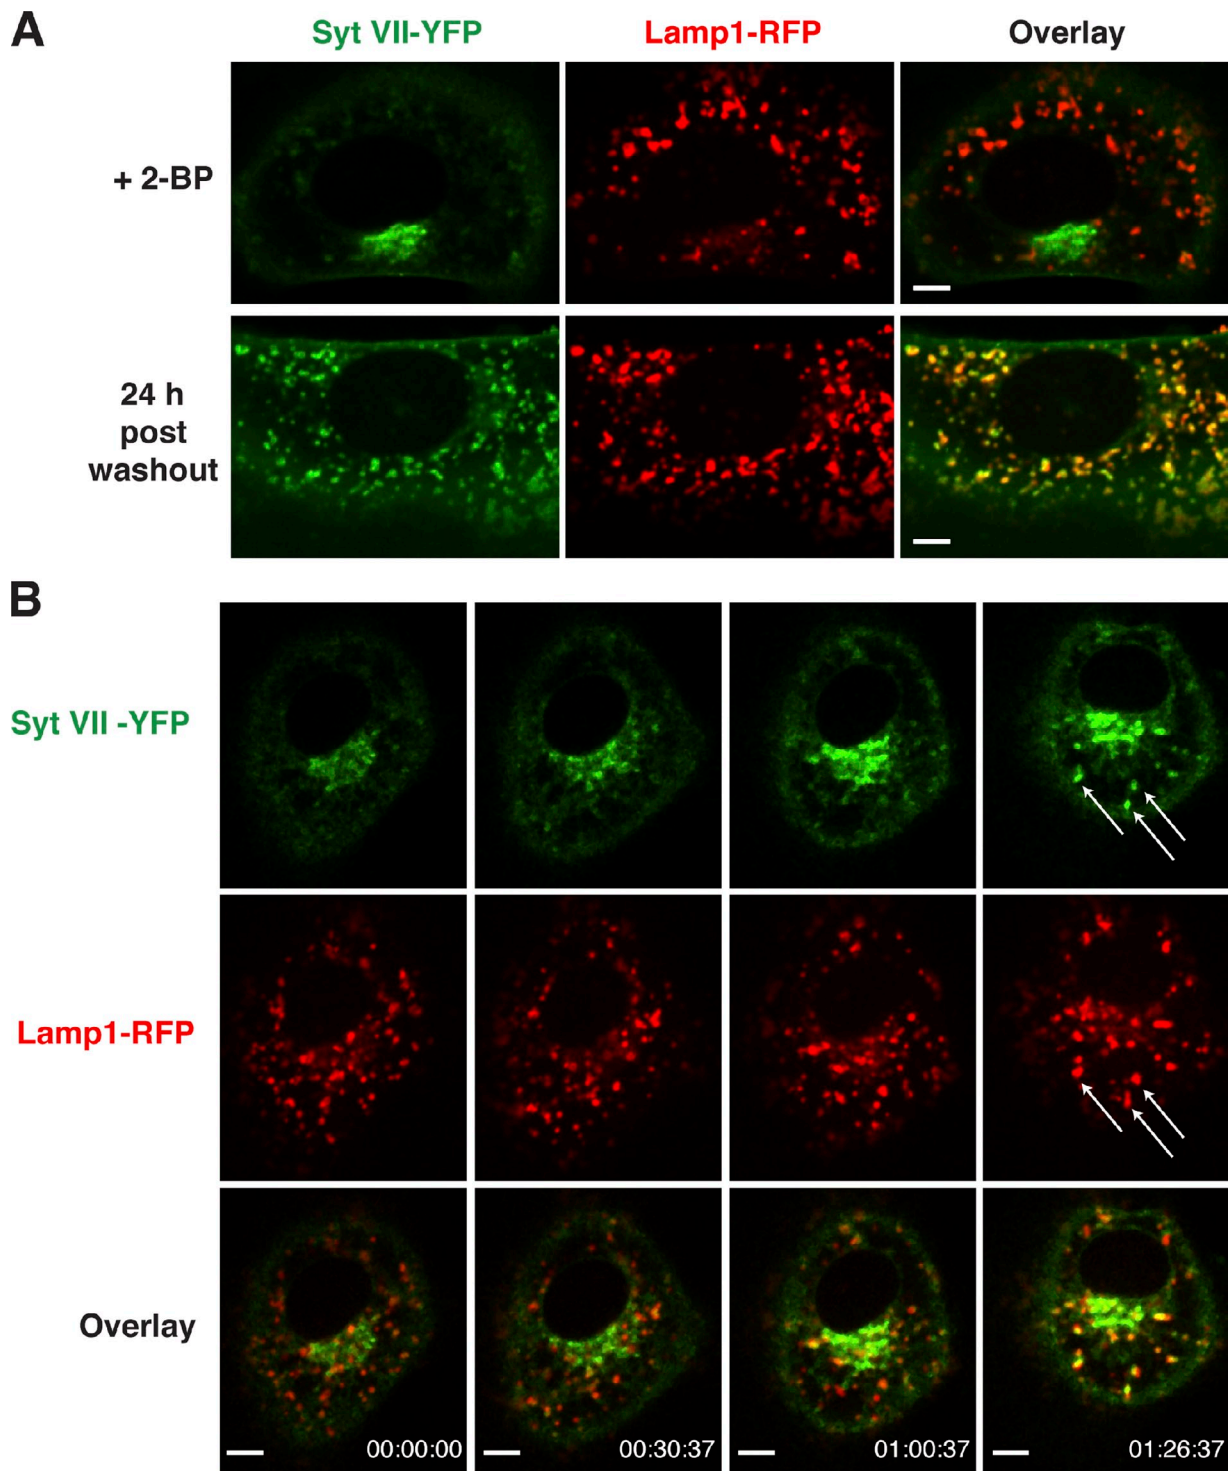 A
Syt VII-YFP
Lamp1-RFP
Overlay
+ 2-BP
24 h
post
washout
B
Syt VII -YFP
Lamp1-RFP
Overlay
00:00:00
00:30:37
01:00:37
01:26:37